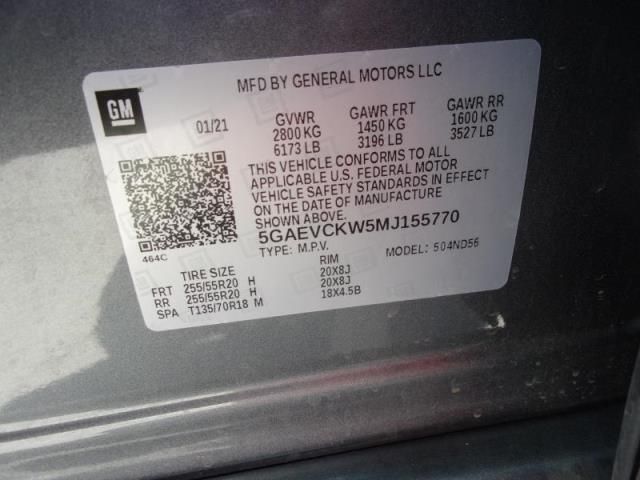 MFD BY GENERAL MOTORS LLC
GM
01/21 GVWR GAWR FRT GAWR RR
2800 KG 1450 KG 1600 KG
6173 LB 3196 LB 3527 LB
THIS VEHICLE CONFORMS TO ALL
APPLICABLE U.S. FEDERAL MOTOR
VEHICLE SAFETY STANDARDS IN EFFECT
ON THE DATE OF MANUFACTURE
SHOWN ABOVE.
5GAEVCKW5MJ155770
464C
TYPE: M.P.V. MODEL: 504ND56
TIRE SIZE RIM
FRT 255/55R20 H 20X8J
RR 255/55R20 H 20X8J
SPA T135/70R18 M 18X4.5B